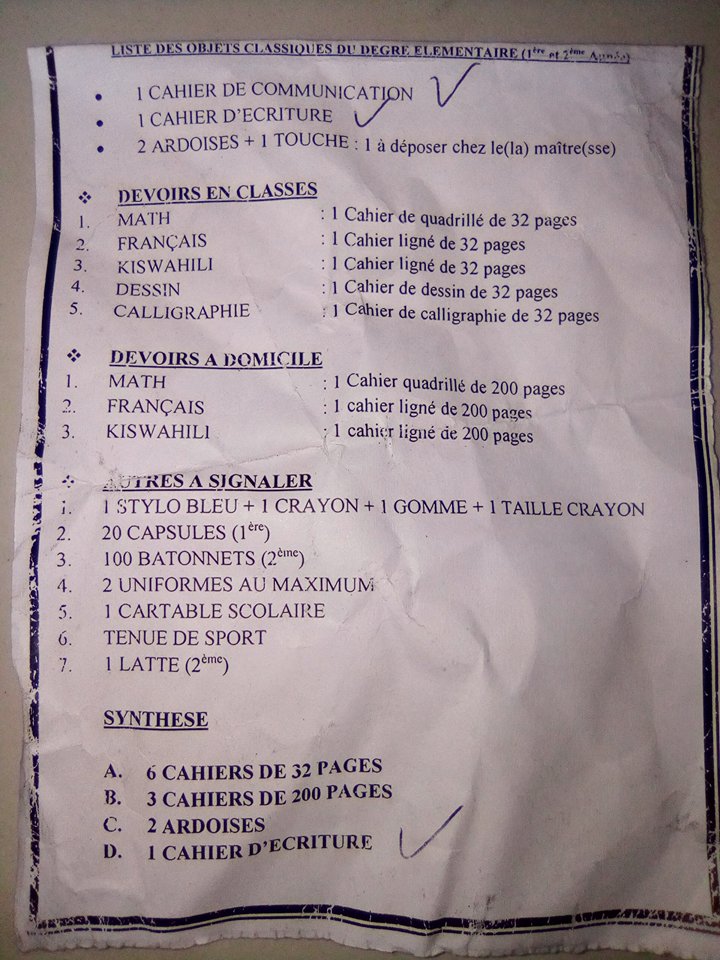 LISTE DES OBJETS CLASSIQUES DU DEGRE ELEMENTAIRE (1ère et 2ème Année)
• 1 CAHIER DE COMMUNICATION
• 1 CAHIER D'ECRITURE
• 2 ARDOISES + 1 TOUCHE : 1 à déposer chez le(la) maître(sse)
❖ DEVOIRS EN CLASSES
1. MATH : 1 Cahier de quadrillé de 32 pages
2. FRANÇAIS : 1 Cahier ligné de 32 pages
3. KISWAHILI : 1 Cahier ligné de 32 pages
4. DESSIN : 1 Cahier de dessin de 32 pages
5. CALLIGRAPHIE : 1 Cahier de calligraphie de 32 pages
❖ DEVOIRS A DOMICILE
1. MATH : 1 Cahier quadrillé de 200 pages
2. FRANÇAIS : 1 cahier ligné de 200 pages
3. KISWAHILI : 1 cahier ligné de 200 pages
❖ AUTRES A SIGNALER
1. 1 STYLO BLEU + 1 CRAYON + 1 GOMME + 1 TAILLE CRAYON
2. 20 CAPSULES (1ère)
3. 100 BATONNETS (2ème)
4. 2 UNIFORMES AU MAXIMUM
5. 1 CARTABLE SCOLAIRE
6. TENUE DE SPORT
7. 1 LATTE (2ème)
SYNTHESE
A. 6 CAHIERS DE 32 PAGES
B. 3 CAHIERS DE 200 PAGES
C. 2 ARDOISES
D. 1 CAHIER D'ECRITURE